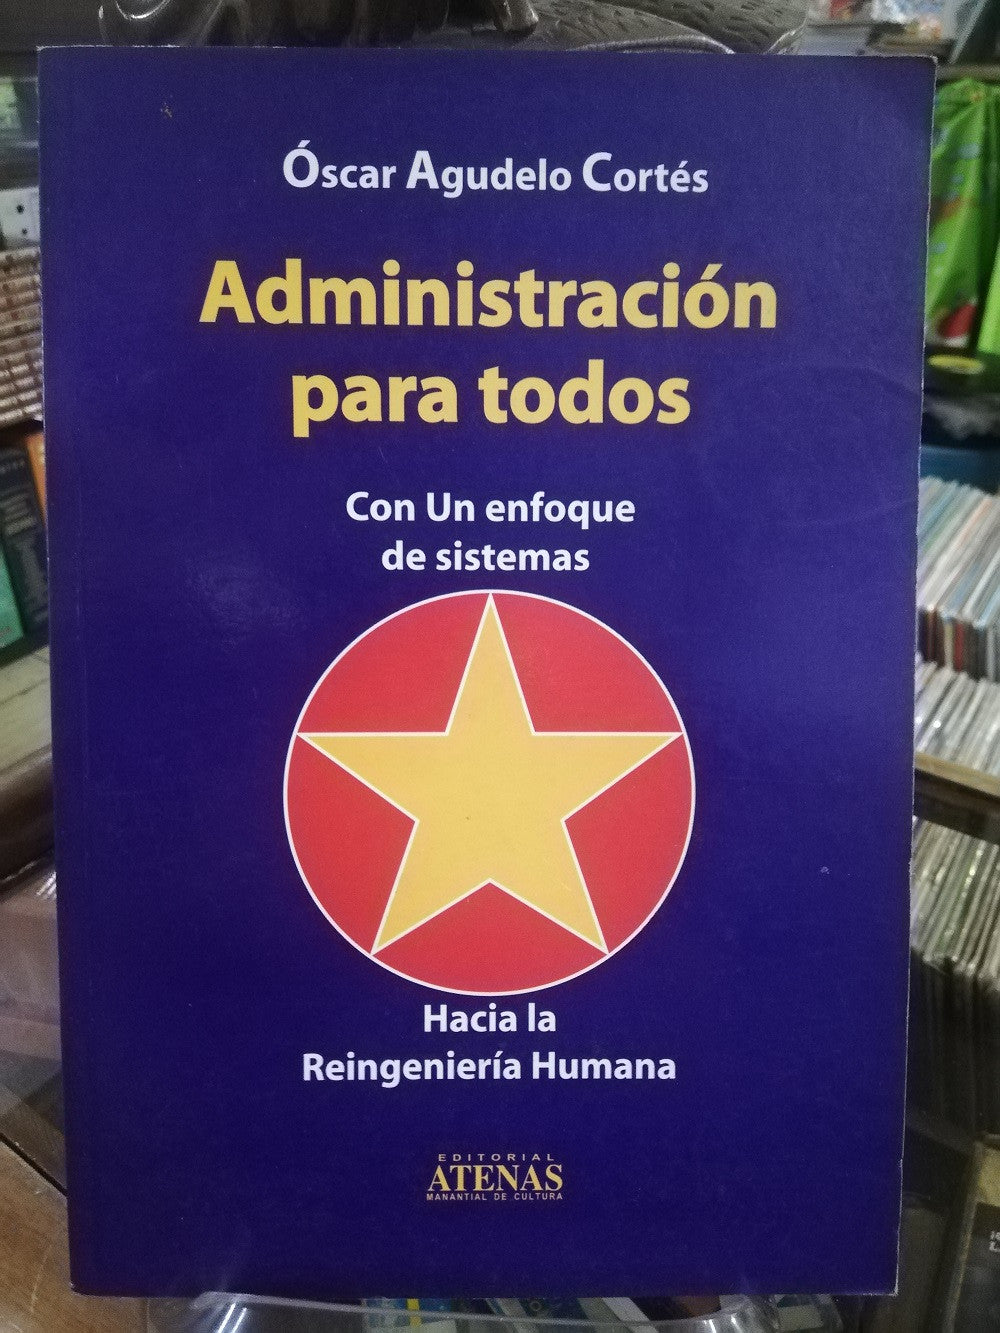 Óscar Agudelo Cortés
Administración
para todos
Con Un enfoque
de sistemas
Hacia la
Reingeniería Humana
EDITORIAL
ATENAS
MANANTIAL DE CULTURA